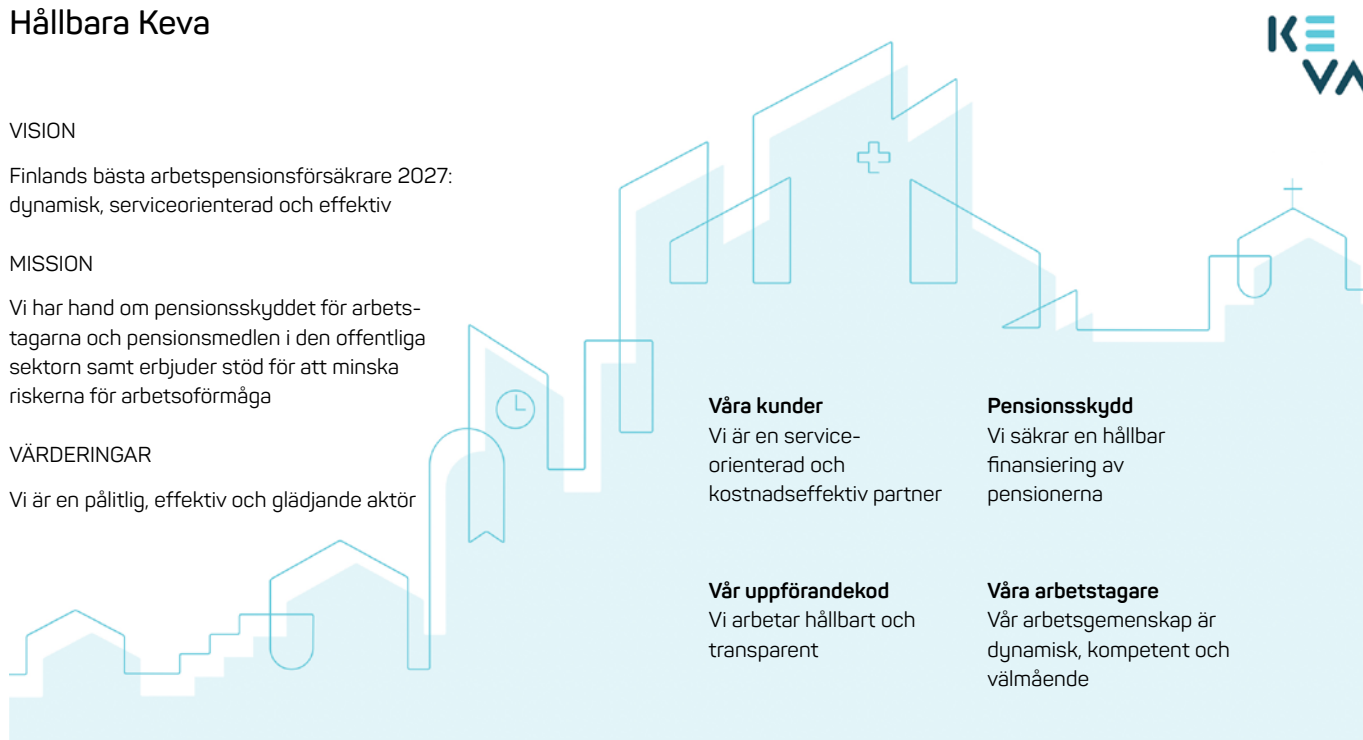 Hållbara Keva
KE
VA
VISION
Finlands bästa arbetspensionsförsäkrare 2027:
dynamisk, serviceorienterad och effektiv
MISSION
Vi har hand om pensionsskyddet för arbets-
tagarna och pensionsmedlen i den offentliga
sektorn samt erbjuder stöd för att minska
riskerna för arbetsoförmåga
VÄRDERINGAR
Vi är en pålitlig, effektiv och glädjande aktör
Våra kunder
Vi är en service-
orienterad och
kostnadseffektiv partner
Pensionsskydd
Vi säkrar en hållbar
finansiering av
pensionerna
Vår uppförandekod
Vi arbetar hållbart och
transparent
Våra arbetstagare
Vår arbetsgemenskap är
dynamisk, kompetent och
välmående